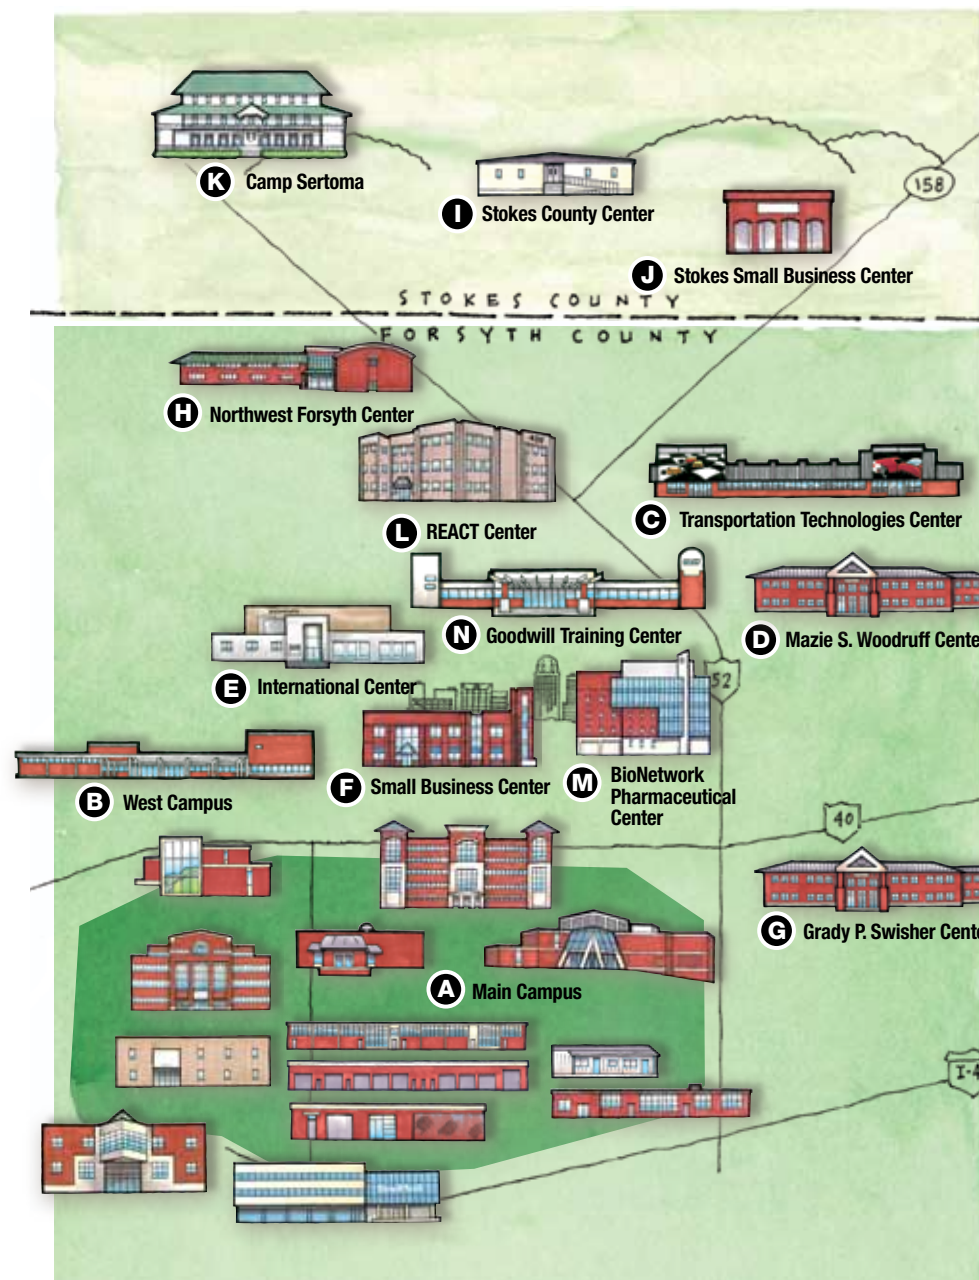 K Camp Sertoma
158
I Stokes County Center
J Stokes Small Business Center
STOKES COUNTY
FORSYTH COUNTY
H Northwest Forsyth Center
C Transportation Technologies Center
L REACT Center
N Goodwill Training Center
D Mazie S. Woodruff Cente
E International Center
52
F Small Business Center
M BioNetwork
Pharmaceutical
Center
B West Campus
40
G Grady P. Swisher Cente
A Main Campus
I-4